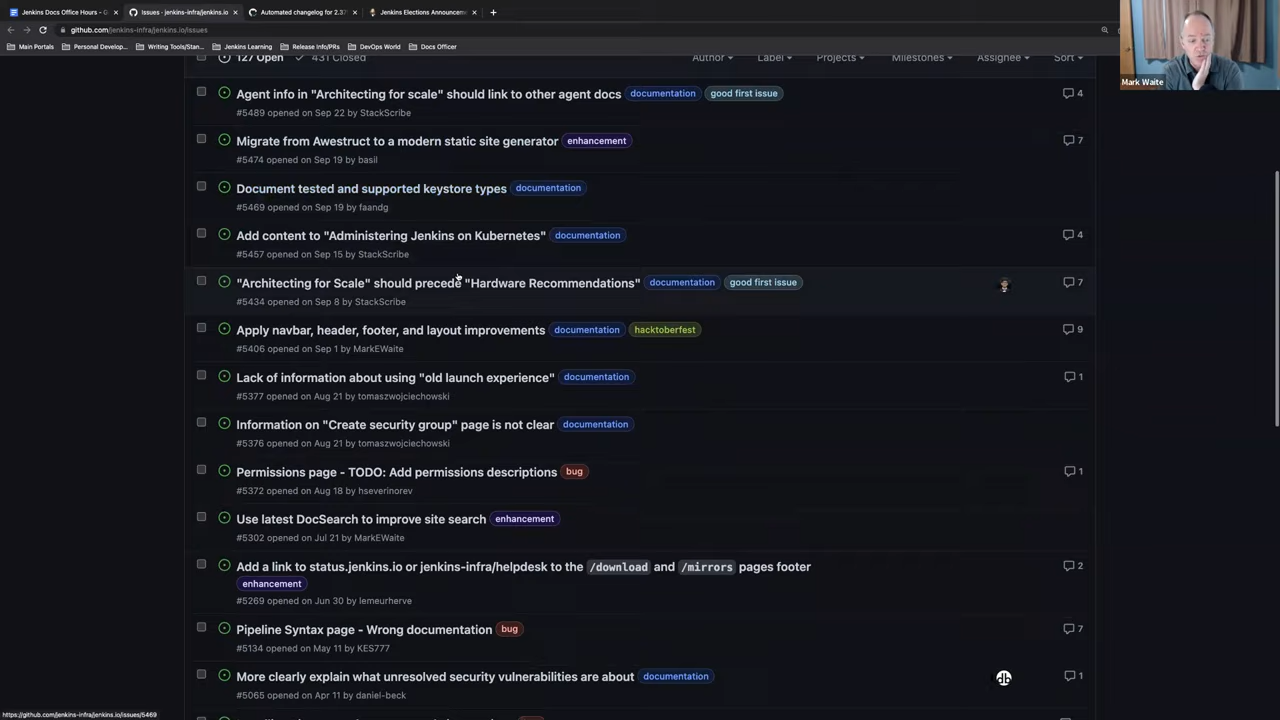 Jenkins Docs Office Hours - G
Issues · jenkins-infra/jenkins.io
Automated changelog for 2.37
Jenkins Elections Announceme
github.com/jenkins-infra/jenkins.io/issues
Main Portals
Personal Develop...
Writing Tools/Stan...
Jenkins Learning
Release Info/PRs
DevOps World
Docs Officer
Mark Waite
127 Open 431 Closed Author Label Projects Milestones Assignee Sort
Agent info in "Architecting for scale" should link to other agent docs documentation good first issue 4
#5489 opened on Sep 22 by StackScribe
Migrate from Awestruct to a modern static site generator enhancement 7
#5474 opened on Sep 19 by basil
Document tested and supported keystore types documentation
#5469 opened on Sep 19 by faandg
Add content to "Administering Jenkins on Kubernetes" documentation 4
#5457 opened on Sep 15 by StackScribe
"Architecting for Scale" should precede "Hardware Recommendations" documentation good first issue 7
#5434 opened on Sep 8 by StackScribe
Apply navbar, header, footer, and layout improvements documentation hacktoberfest 9
#5406 opened on Sep 1 by MarkEWaite
Lack of information about using "old launch experience" documentation 1
#5377 opened on Aug 21 by tomaszwojciechowski
Information on "Create security group" page is not clear documentation
#5376 opened on Aug 21 by tomaszwojciechowski
Permissions page - TODO: Add permissions descriptions bug 1
#5372 opened on Aug 18 by hseverinorev
Use latest DocSearch to improve site search enhancement
#5302 opened on Jul 21 by MarkEWaite
Add a link to status.jenkins.io or jenkins-infra/helpdesk to the /download and /mirrors pages footer 2
enhancement
#5269 opened on Jun 30 by lemeurherve
Pipeline Syntax page - Wrong documentation bug 7
#5134 opened on May 11 by KES777
More clearly explain what unresolved security vulnerabilities are about documentation 1
#5065 opened on Apr 11 by daniel-beck
https://github.com/jenkins-infra/jenkins.io/issues/5469